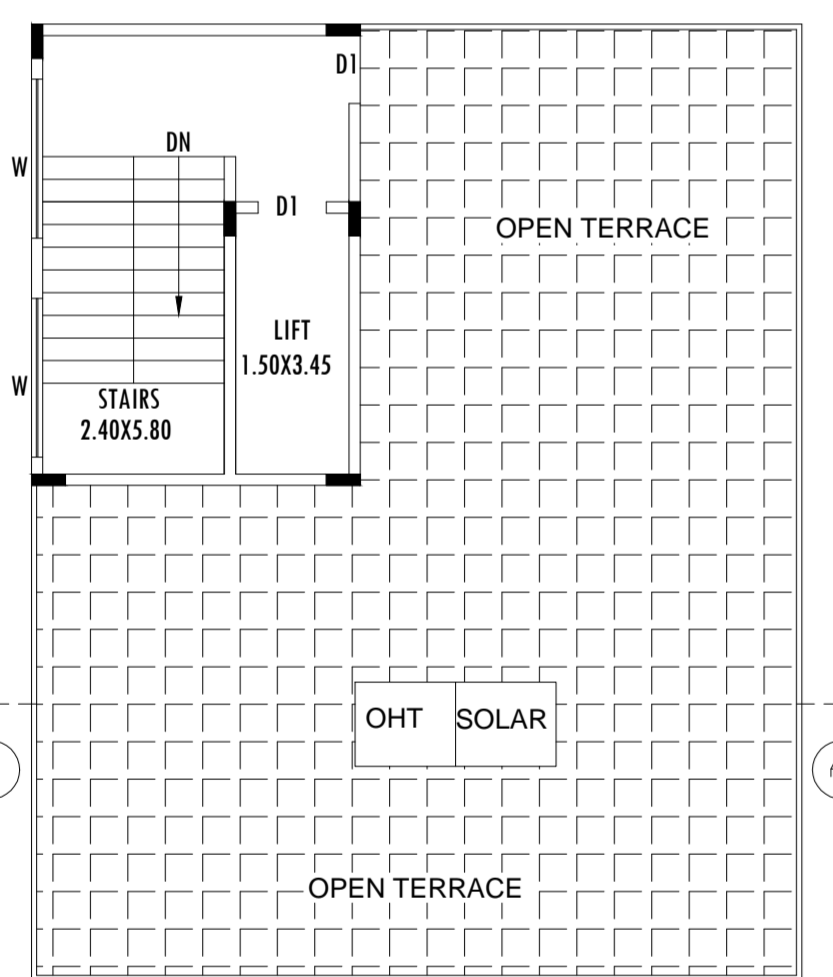 D1
DN
W
D1
OPEN TERRACE
LIFT
1.50X3.45
W
STAIRS
2.40X5.80
OHT
SOLAR
OPEN TERRACE